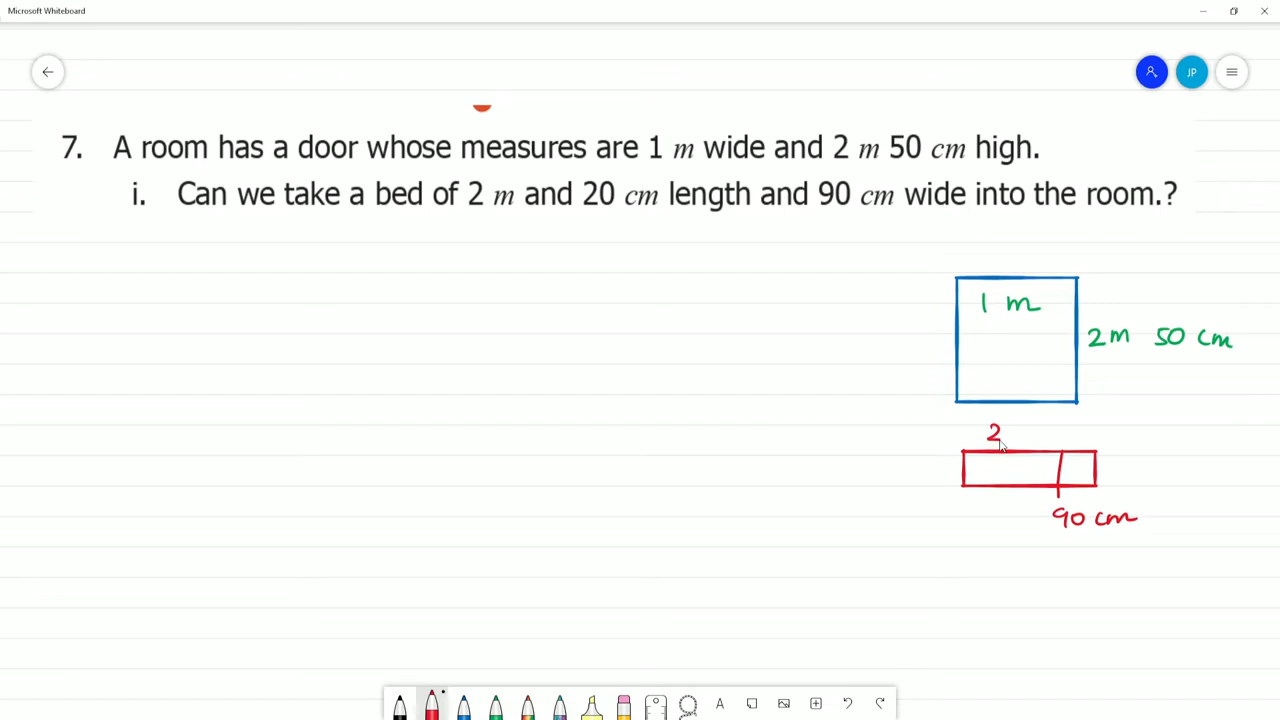 Microsoft Whiteboard
JP
7. A room has a door whose measures are 1 m wide and 2 m 50 cm high.
i. Can we take a bed of 2 m and 20 cm length and 90 cm wide into the room.?
1 m
2m 50 cm
2
90 cm
A